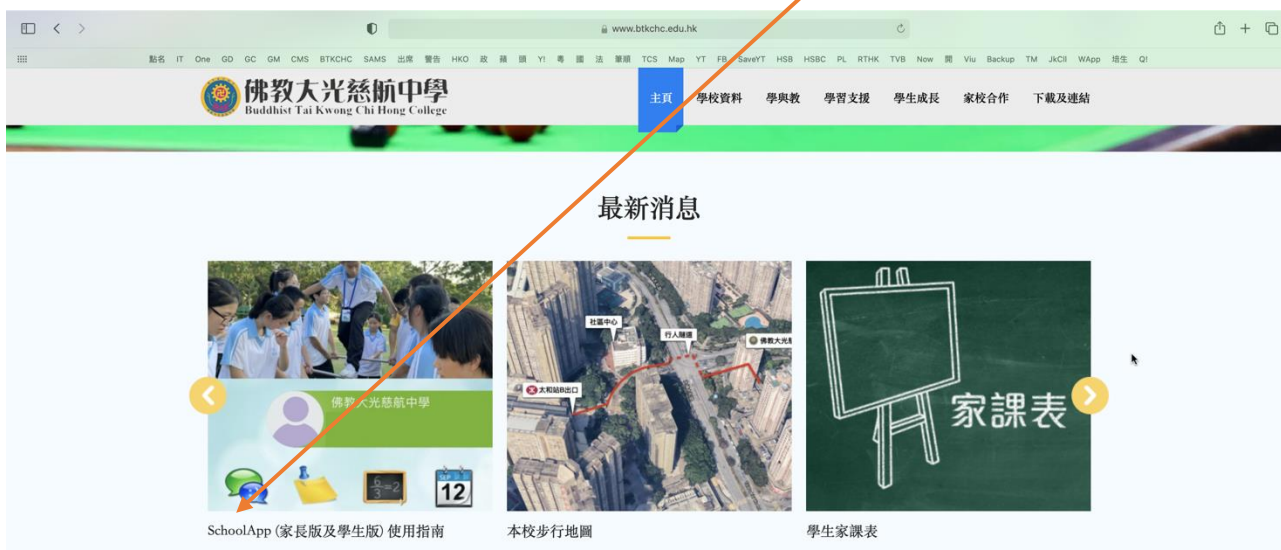 www.btkchc.edu.hk
點名 IT One GD GC GM CMS BTKCHC SAMS 出席 警告 HKO 政 蘋 頭 Y! 粵 國 法 筆順 TCS Map YT FB SaveYT HSB HSBC PL RTHK TVB Now 開 Viu Backup TM JkCll WApp 培生 Q!
佛教大光慈航中學
Buddhist Tai Kwong Chi Hong College
主頁 學校資料 學與教 學習支援 學生成長 家校合作 下載及連結
最新消息
佛教大光慈航中學
6/3=2
SEP
12
社區中心
行人隧道
佛教大光
太和站B出口
家課表
SchoolApp (家長版及學生版) 使用指南
本校步行地圖
學生家課表